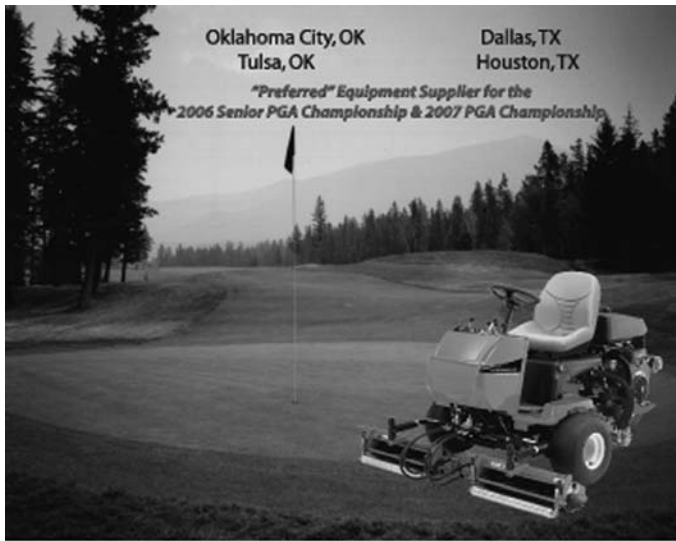 Oklahoma City, OK
Dallas, TX
Tulsa, OK
Houston, TX
"Preferred" Equipment Supplier for the
2006 Senior PGA Championship & 2007 PGA Championship